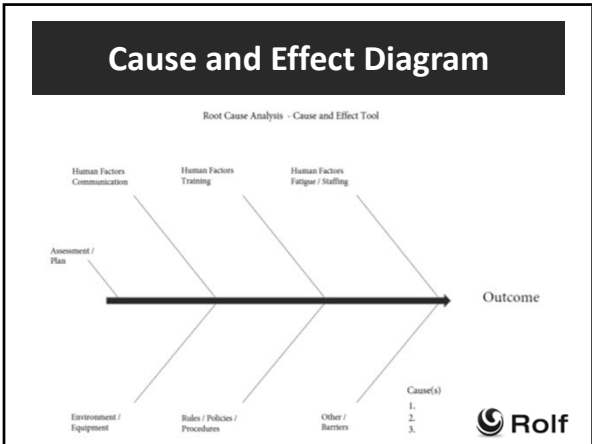 Cause and Effect Diagram
Root Cause Analysis - Cause and Effect Tool
Human Factors
Communication
Human Factors
Training
Human Factors
Fatigue / Staffing
Assessment /
Plan
Outcome
Environment /
Equipment
Rules / Policies /
Procedures
Other /
Barriers
Cause(s)
1.
2.
3.
Rolf